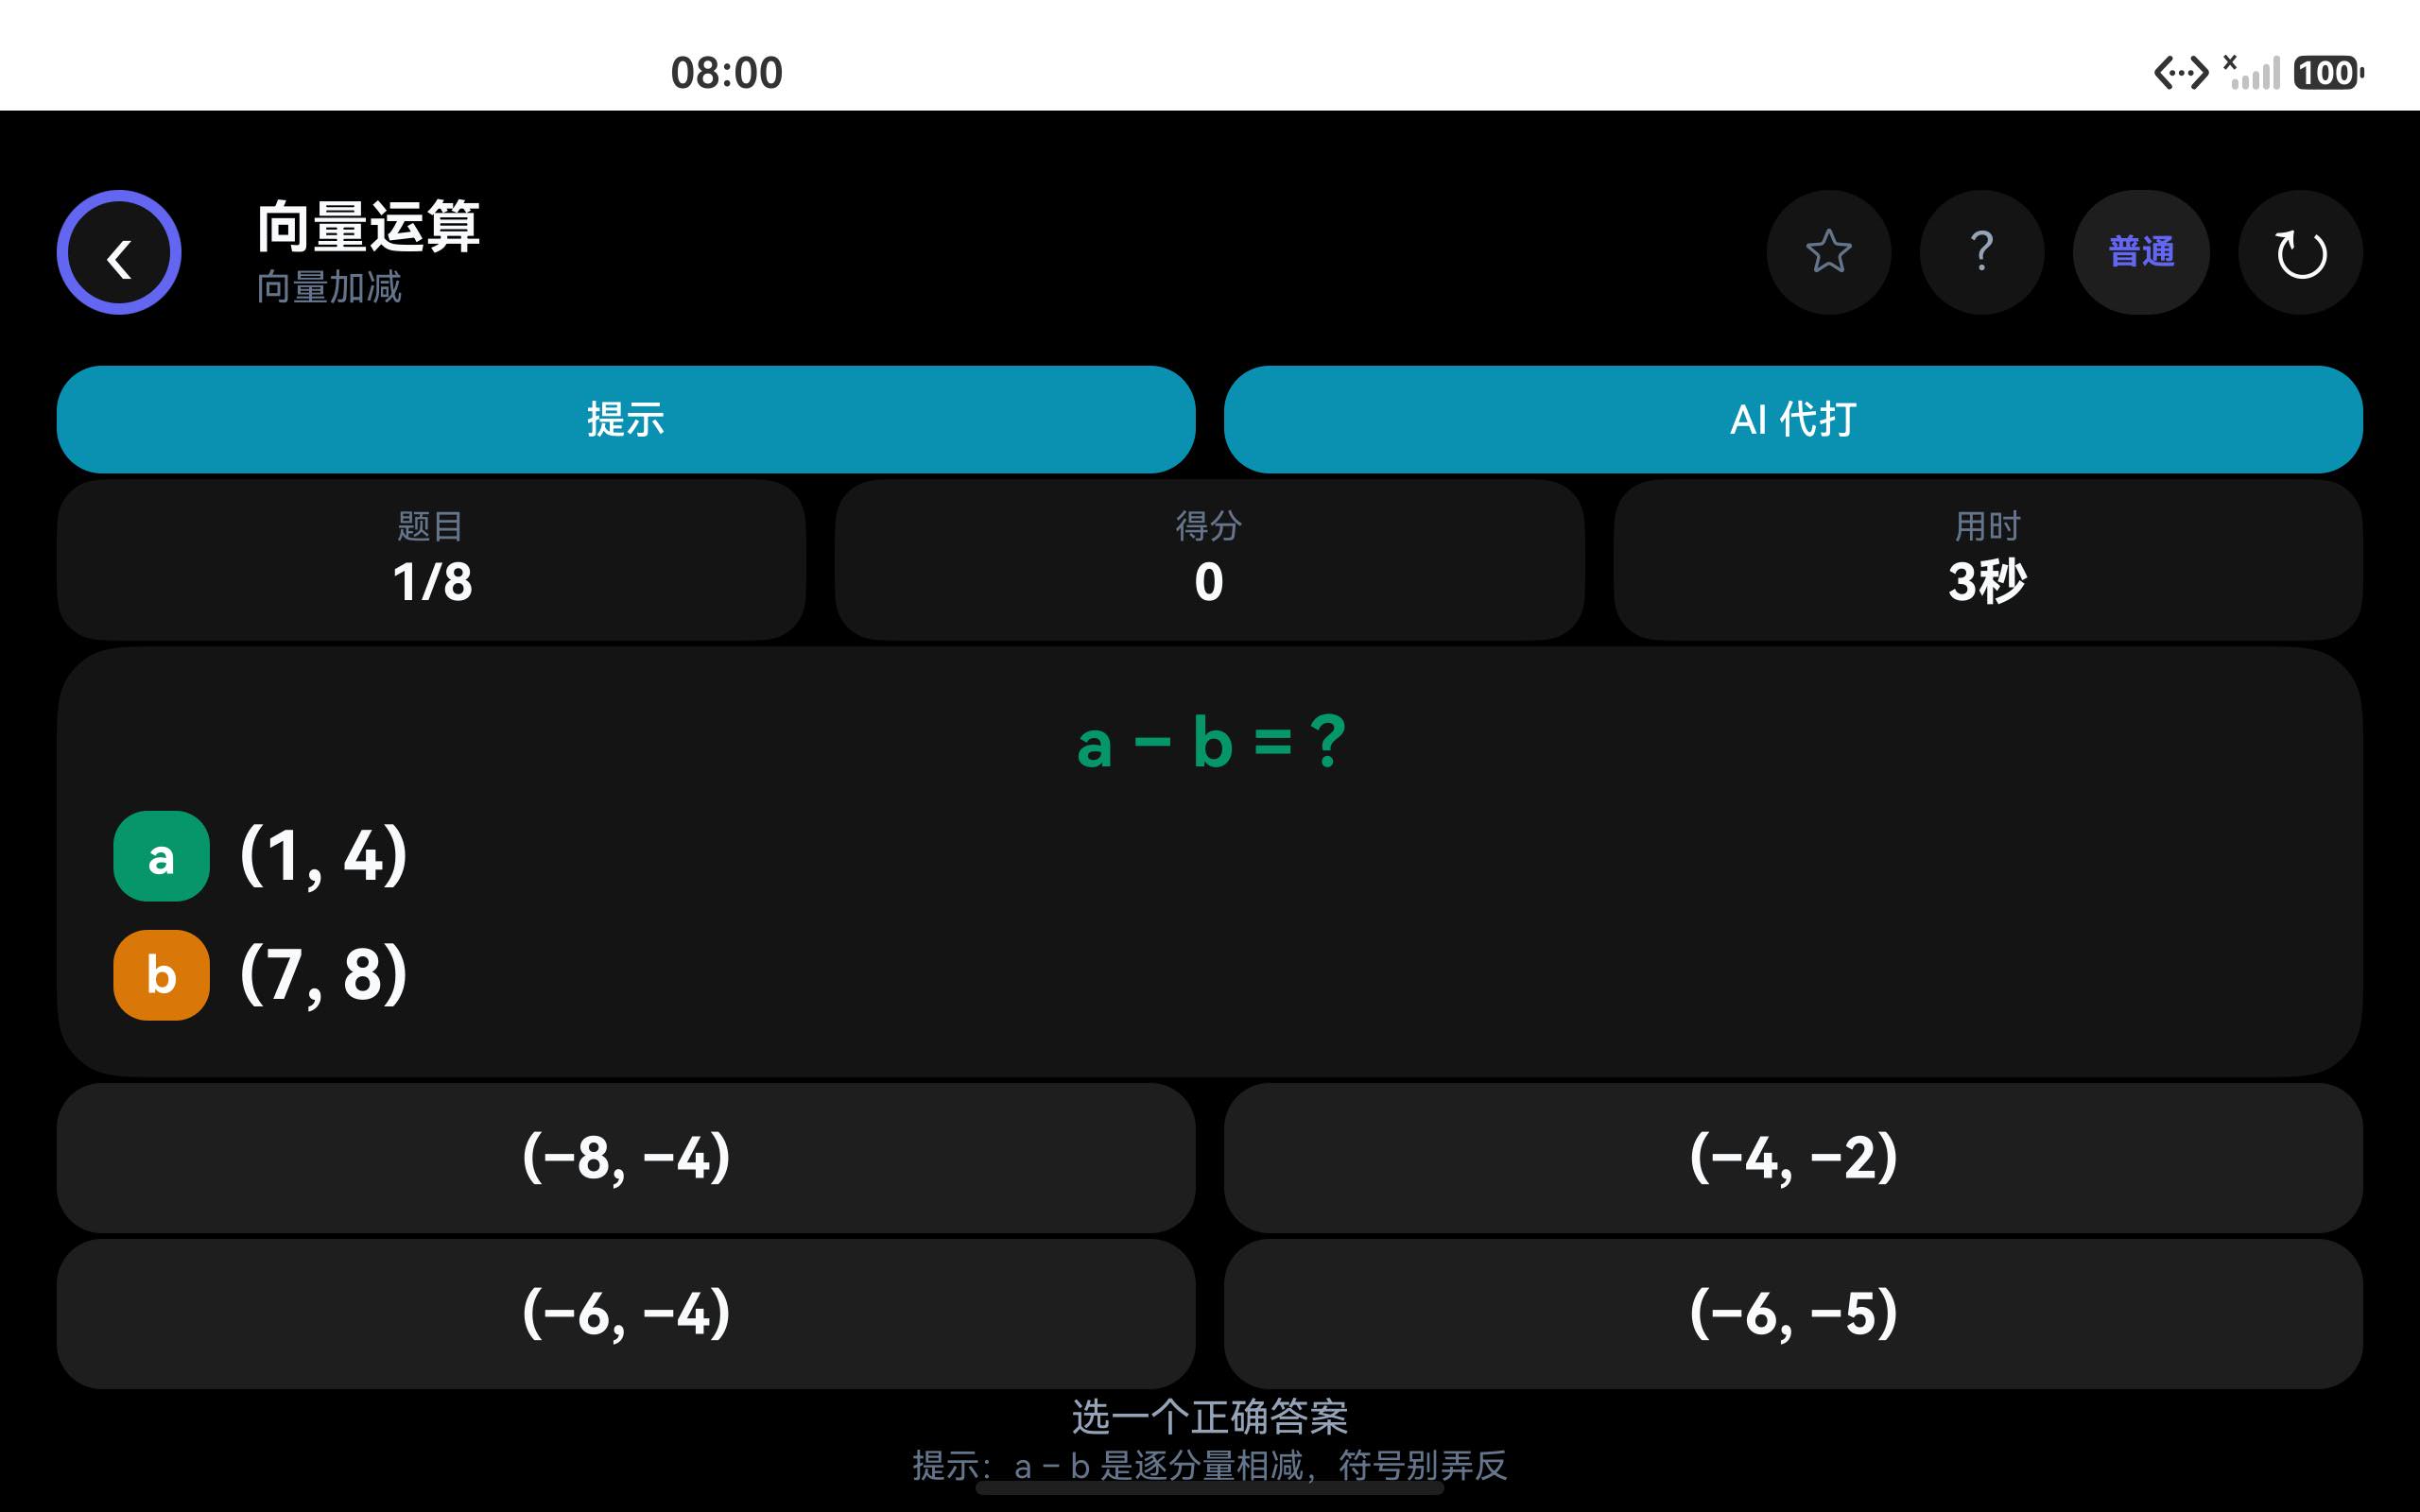 08:00
100
向量运算
向量加减
?
普通
提示
AI 代打
题目
得分
用时
1/8
0
3秒
a − b = ?
a
(1, 4)
b
(7, 8)
(−8, −4)
(−4, −2)
(−6, −4)
(−6, −5)
选一个正确答案
提示：a − b 是逐分量相减，符号别弄反